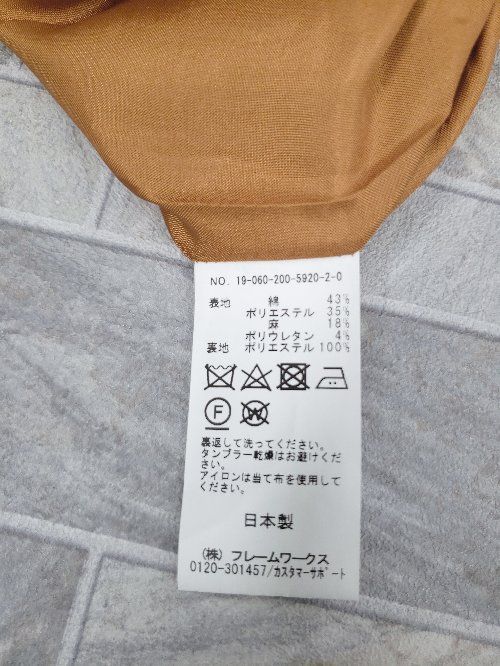 NO. 19-060-200-5920-2-0
表地 綿 43%
ポリエステル 35%
麻 18%
ポリウレタン 4%
裏地 ポリエステル 100%
F
W
裏返して洗ってください。
タンブラー乾燥はお避けくだ
さい。
アイロンは当て布を使用して
ください。
日本製
(株) フレームワークス
0120-301457/カスタマーサポート